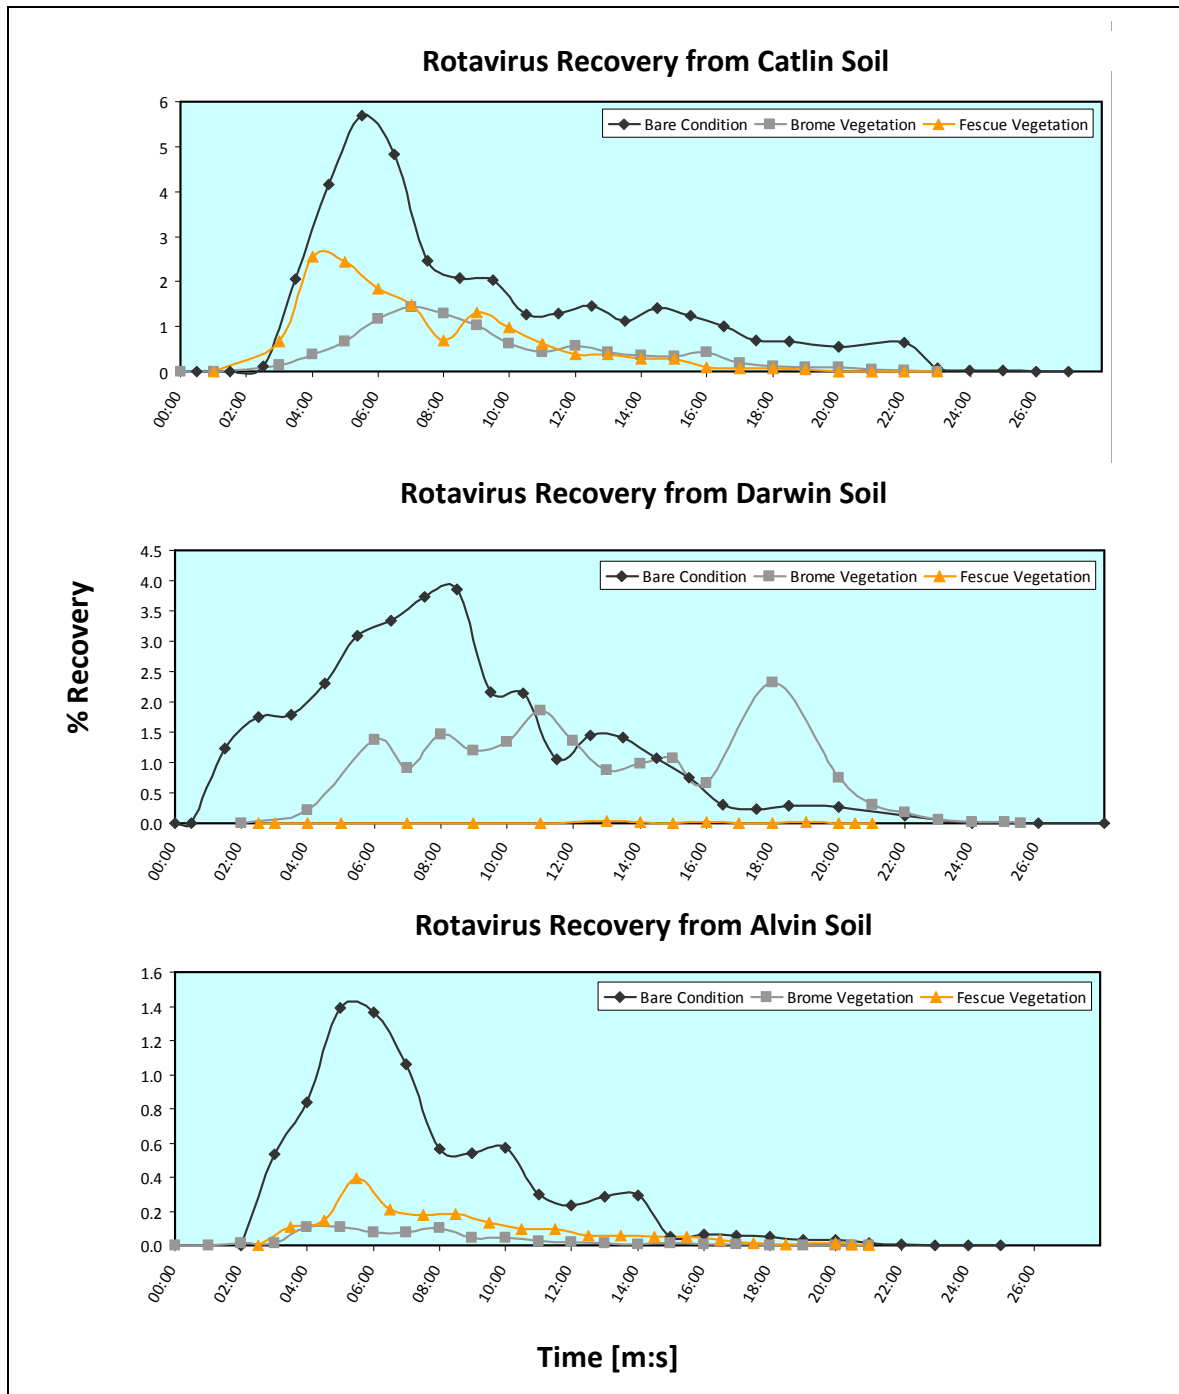 Rotavirus Recovery from Catlin Soil
Bare Condition Brome Vegetation Fescue Vegetation
6
5
4
3
2
1
0
00:00 02:00 04:00 06:00 08:00 10:00 12:00 14:00 16:00 18:00 20:00 22:00 24:00 26:00
Rotavirus Recovery from Darwin Soil
% Recovery
Bare Condition Brome Vegetation Fescue Vegetation
4.5
4.0
3.5
3.0
2.5
2.0
1.5
1.0
0.5
0.0
00:00 02:00 04:00 06:00 08:00 10:00 12:00 14:00 16:00 18:00 20:00 22:00 24:00 26:00
Rotavirus Recovery from Alvin Soil
Bare Condition Brome Vegetation Fescue Vegetation
1.6
1.4
1.2
1.0
0.8
0.6
0.4
0.2
0.0
00:00 02:00 04:00 06:00 08:00 10:00 12:00 14:00 16:00 18:00 20:00 22:00 24:00 26:00
Time [m:s]